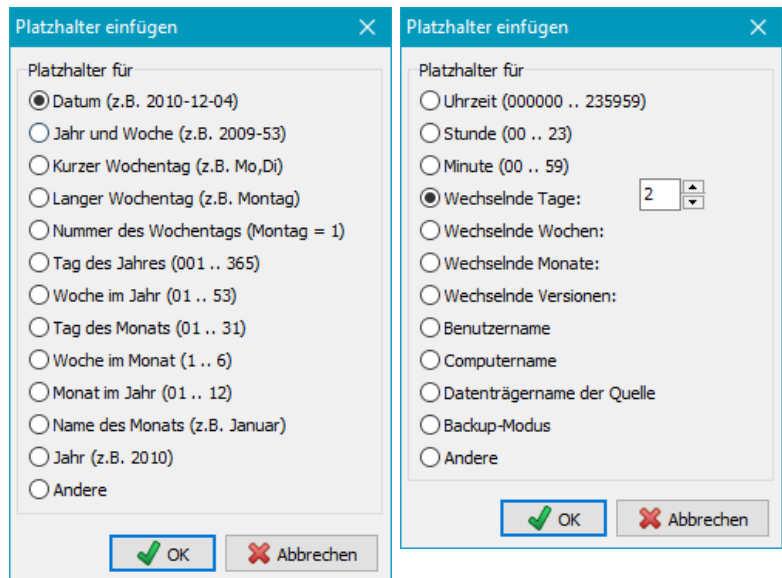 Platzhalter einfügen
Platzhalter für
Datum (z.B. 2010-12-04)
Jahr und Woche (z.B. 2009-53)
Kurzer Wochentag (z.B. Mo,Di)
Langer Wochentag (z.B. Montag)
Nummer des Wochentags (Montag = 1)
Tag des Jahres (001 .. 365)
Woche im Jahr (01 .. 53)
Tag des Monats (01 .. 31)
Woche im Monat (1 .. 6)
Monat im Jahr (01 .. 12)
Name des Monats (z.B. Januar)
Jahr (z.B. 2010)
Andere
OK Abbrechen
Platzhalter einfügen
Platzhalter für
Uhrzeit (000000 .. 235959)
Stunde (00 .. 23)
Minute (00 .. 59)
Wechselnde Tage: 2
Wechselnde Wochen:
Wechselnde Monate:
Wechselnde Versionen:
Benutzername
Computername
Datenträgername der Quelle
Backup-Modus
Andere
OK Abbrechen